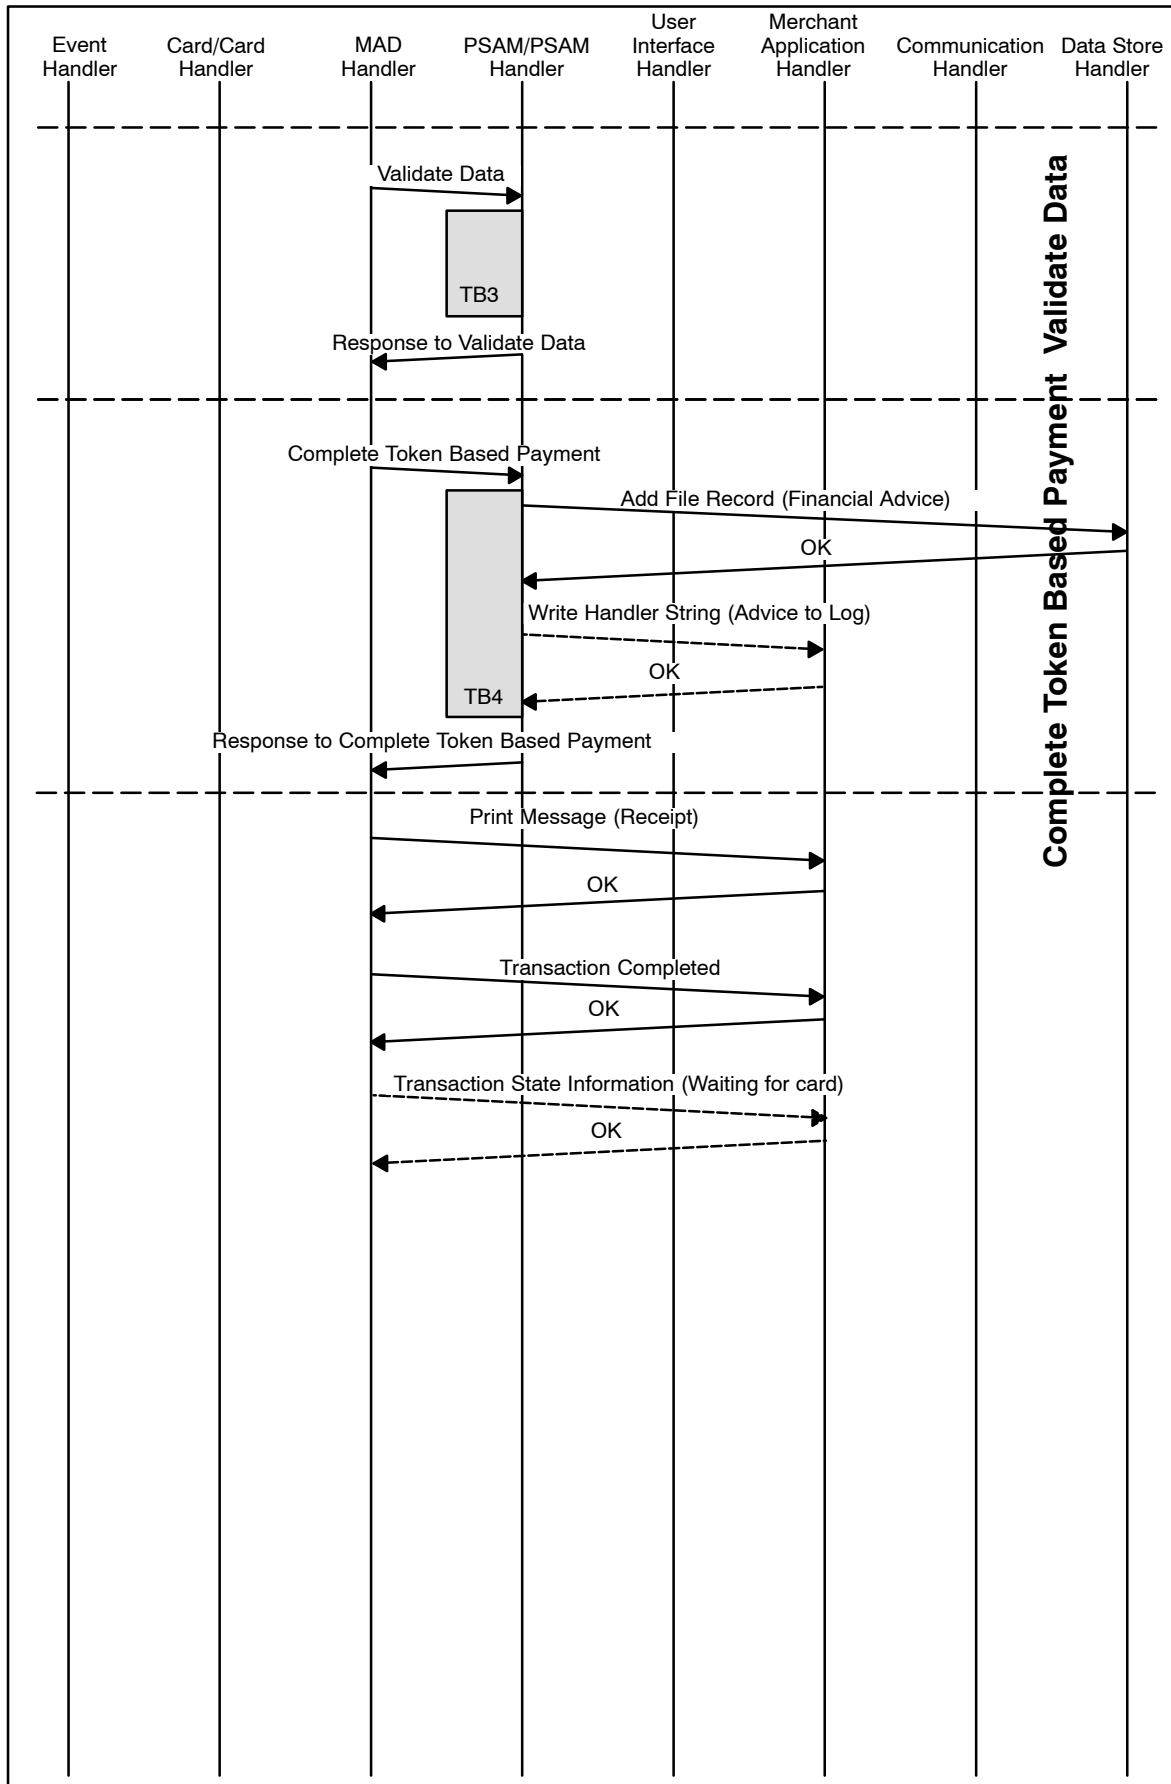 Event
Handler
Card/Card
Handler
MAD
Handler
PSAM/PSAM
Handler
User
Interface
Handler
Merchant
Application
Handler
Communication
Handler
Data Store
Handler
Validate Data
TB3
Response to Validate Data
Validate Data
Complete Token Based Payment
Add File Record (Financial Advice)
OK
Write Handler String (Advice to Log)
OK
TB4
Response to Complete Token Based Payment
Complete Token Based Payment
Print Message (Receipt)
OK
Transaction Completed
OK
Transaction State Information (Waiting for card)
OK